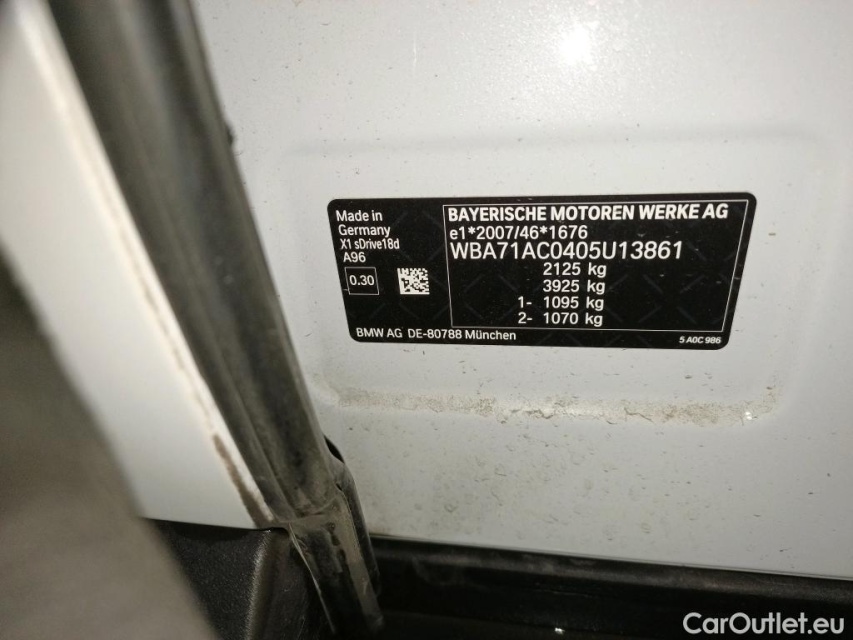 Made in
Germany
X1 sDrive18d
A96
0.30
BAYERISCHE MOTOREN WERKE AG
e1*2007/46*1676
WBA71AC0405U13861
2125 kg
3925 kg
1- 1095 kg
2- 1070 kg
BMW AG DE-80788 München
5 A0C 986
CarOutlet.eu